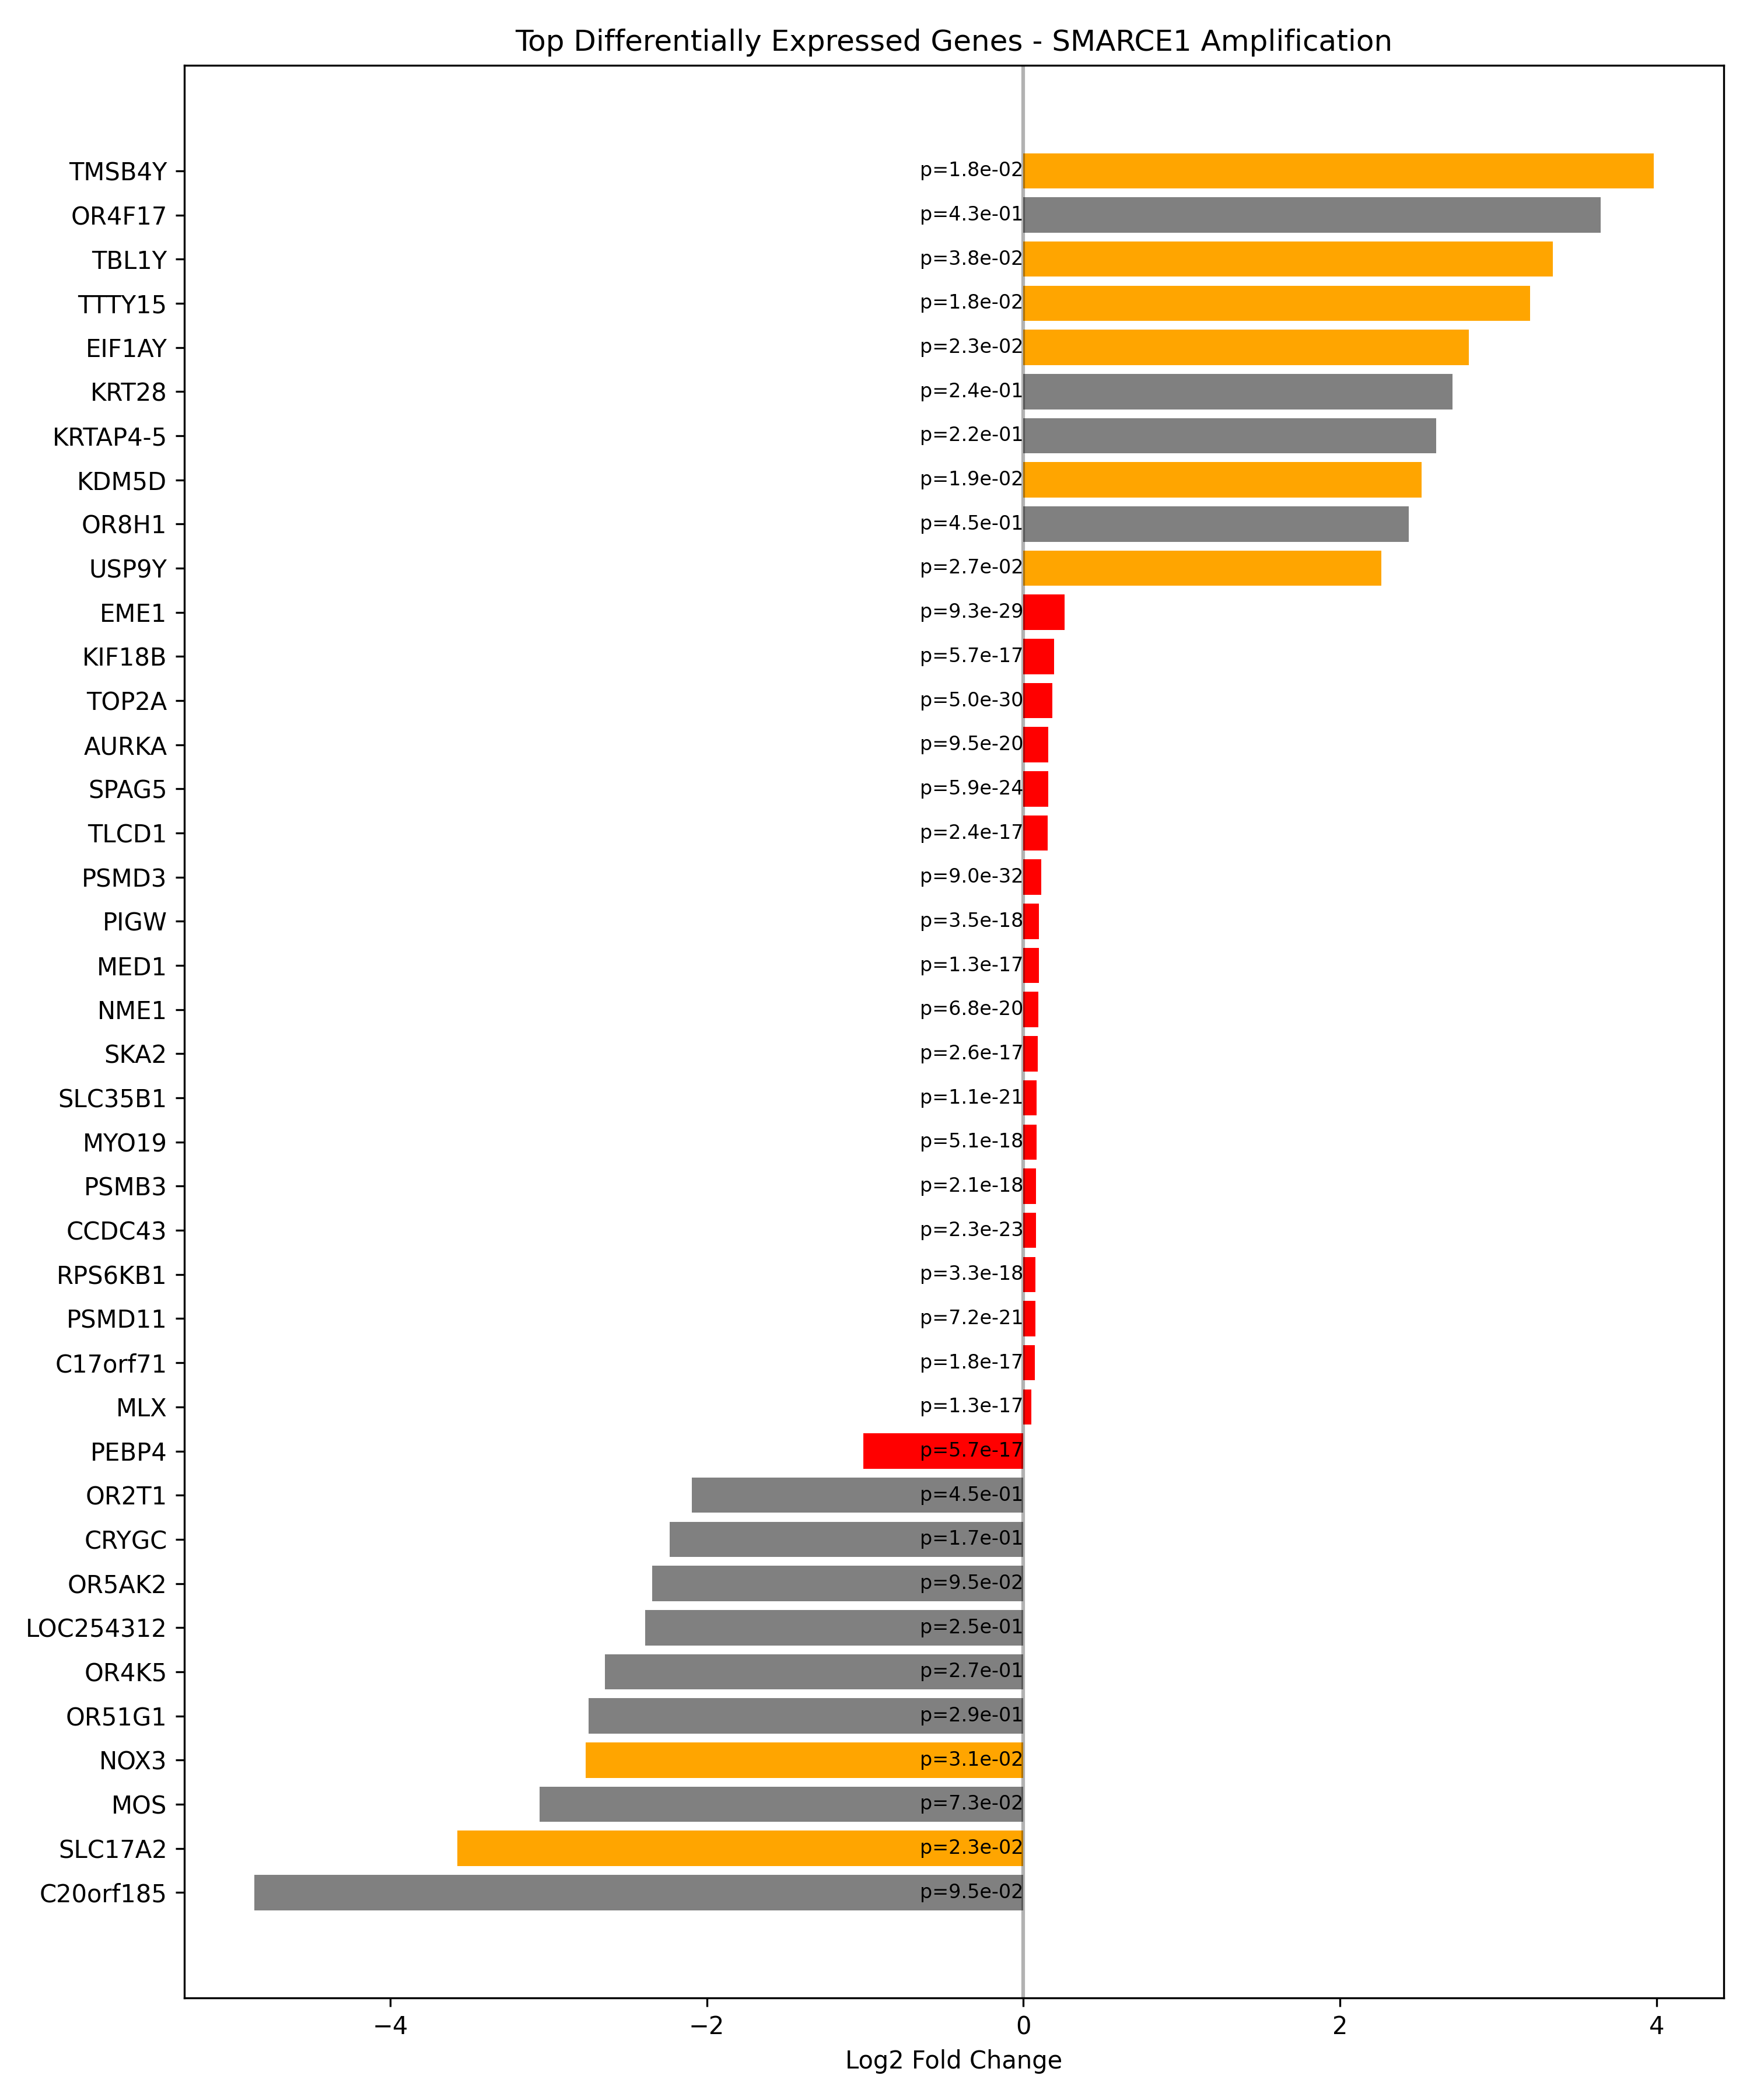 Top Differentially Expressed Genes - SMARCE1 Amplification
TMSB4Y p=1.8e-02
OR4F17 p=4.3e-01
TBL1Y p=3.8e-02
TTTY15 p=1.8e-02
EIF1AY p=2.3e-02
KRT28 p=2.4e-01
KRTAP4-5 p=2.2e-01
KDM5D p=1.9e-02
OR8H1 p=4.5e-01
USP9Y p=2.7e-02
EME1 p=9.3e-29
KIF18B p=5.7e-17
TOP2A p=5.0e-30
AURKA p=9.5e-20
SPAG5 p=5.9e-24
TLCD1 p=2.4e-17
PSMD3 p=9.0e-32
PIGW p=3.5e-18
MED1 p=1.3e-17
NME1 p=6.8e-20
SKA2 p=2.6e-17
SLC35B1 p=1.1e-21
MYO19 p=5.1e-18
PSMB3 p=2.1e-18
CCDC43 p=2.3e-23
RPS6KB1 p=3.3e-18
PSMD11 p=7.2e-21
C17orf71 p=1.8e-17
MLX p=1.3e-17
PEBP4 p=5.7e-17
OR2T1 p=4.5e-01
CRYGC p=1.7e-01
OR5AK2 p=9.5e-02
LOC254312 p=2.5e-01
OR4K5 p=2.7e-01
OR51G1 p=2.9e-01
NOX3 p=3.1e-02
MOS p=7.3e-02
SLC17A2 p=2.3e-02
C20orf185 p=9.5e-02
−4 −2 0 2 4
Log2 Fold Change